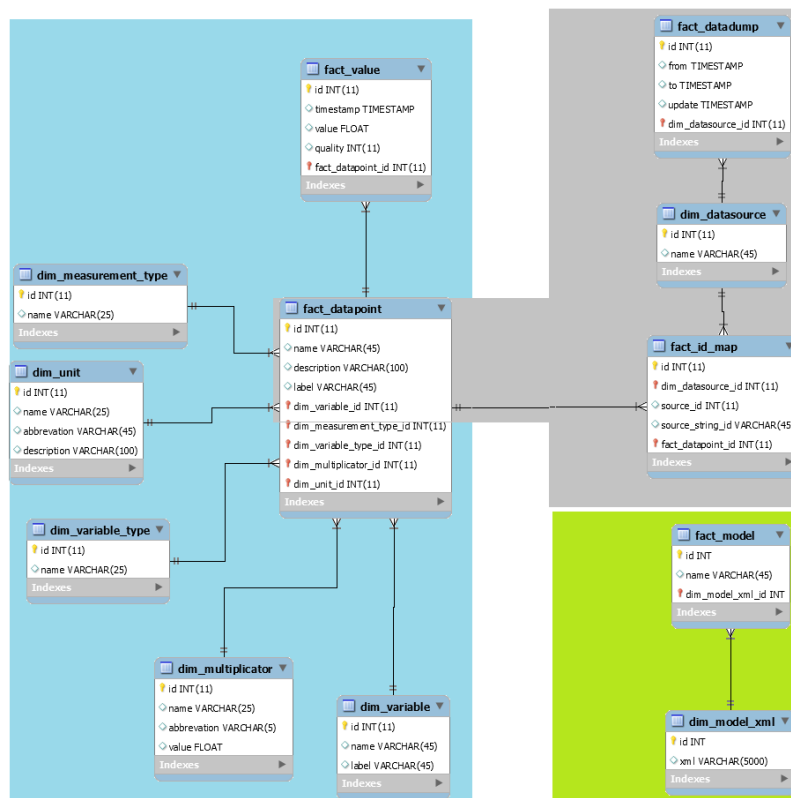 fact_value
id INT(11)
timestamp TIMESTAMP
value FLOAT
quality INT(11)
fact_datapoint_id INT(11)
Indexes
dim_measurement_type
id INT(11)
name VARCHAR(25)
Indexes
dim_unit
id INT(11)
name VARCHAR(25)
abbrevation VARCHAR(45)
description VARCHAR(100)
Indexes
dim_variable_type
id INT(11)
name VARCHAR(25)
Indexes
fact_datapoint
id INT(11)
name VARCHAR(45)
description VARCHAR(100)
label VARCHAR(45)
dim_variable_id INT(11)
dim_measurement_type_id INT(11)
dim_variable_type_id INT(11)
dim_multiplicator_id INT(11)
dim_unit_id INT(11)
Indexes
dim_multiplicator
id INT(11)
name VARCHAR(25)
abbrevation VARCHAR(5)
value FLOAT
Indexes
dim_variable
id INT(11)
name VARCHAR(45)
label VARCHAR(45)
Indexes
fact_datadump
id INT(11)
from TIMESTAMP
to TIMESTAMP
update TIMESTAMP
dim_datasource_id INT(11)
Indexes
dim_datasource
id INT(11)
name VARCHAR(45)
Indexes
fact_id_map
id INT(11)
dim_datasource_id INT(11)
source_id INT(11)
source_string_id VARCHAR(45
fact_datapoint_id INT(11)
Indexes
fact_model
id INT
name VARCHAR(45)
dim_model_xml_id INT
Indexes
dim_model_xml
id INT
xml VARCHAR(5000)
Indexes